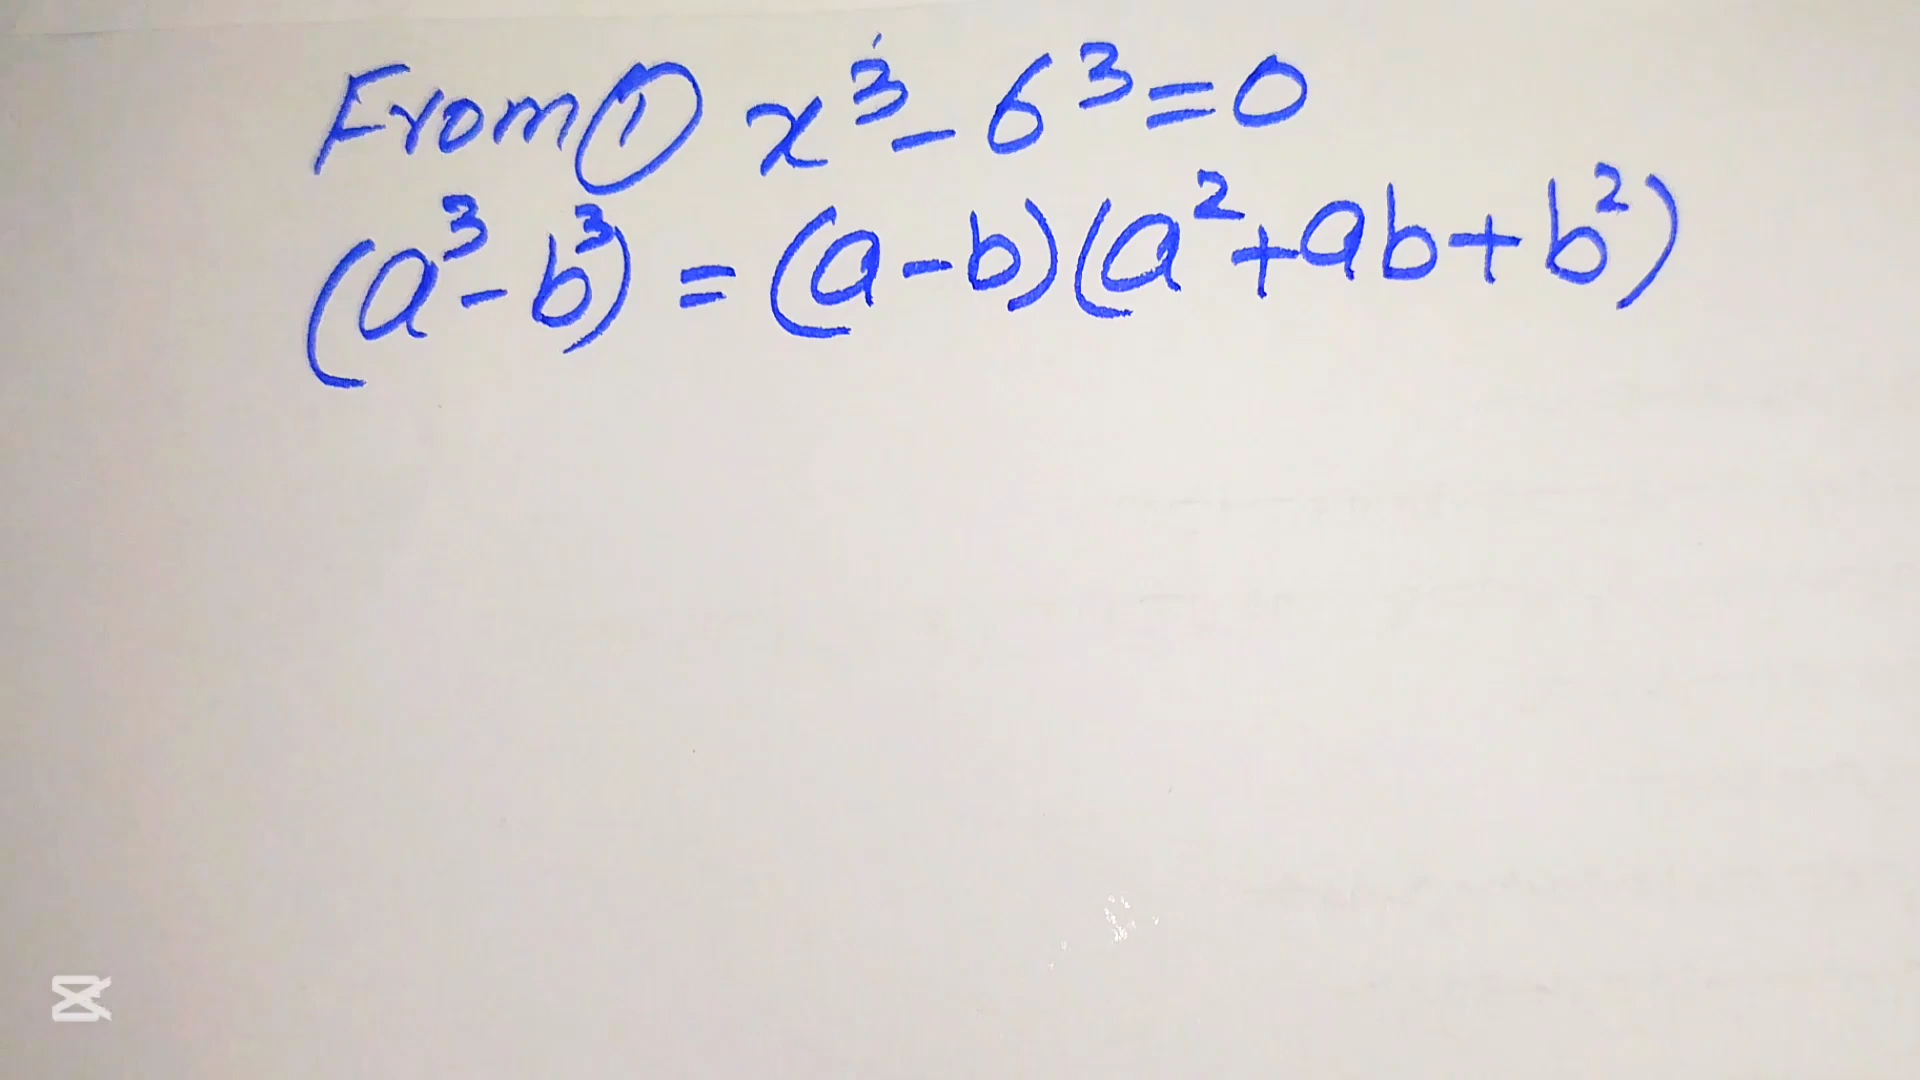 From ① x³ - 6³ = 0
(a³ - b³) = (a - b)(a² + ab + b²)